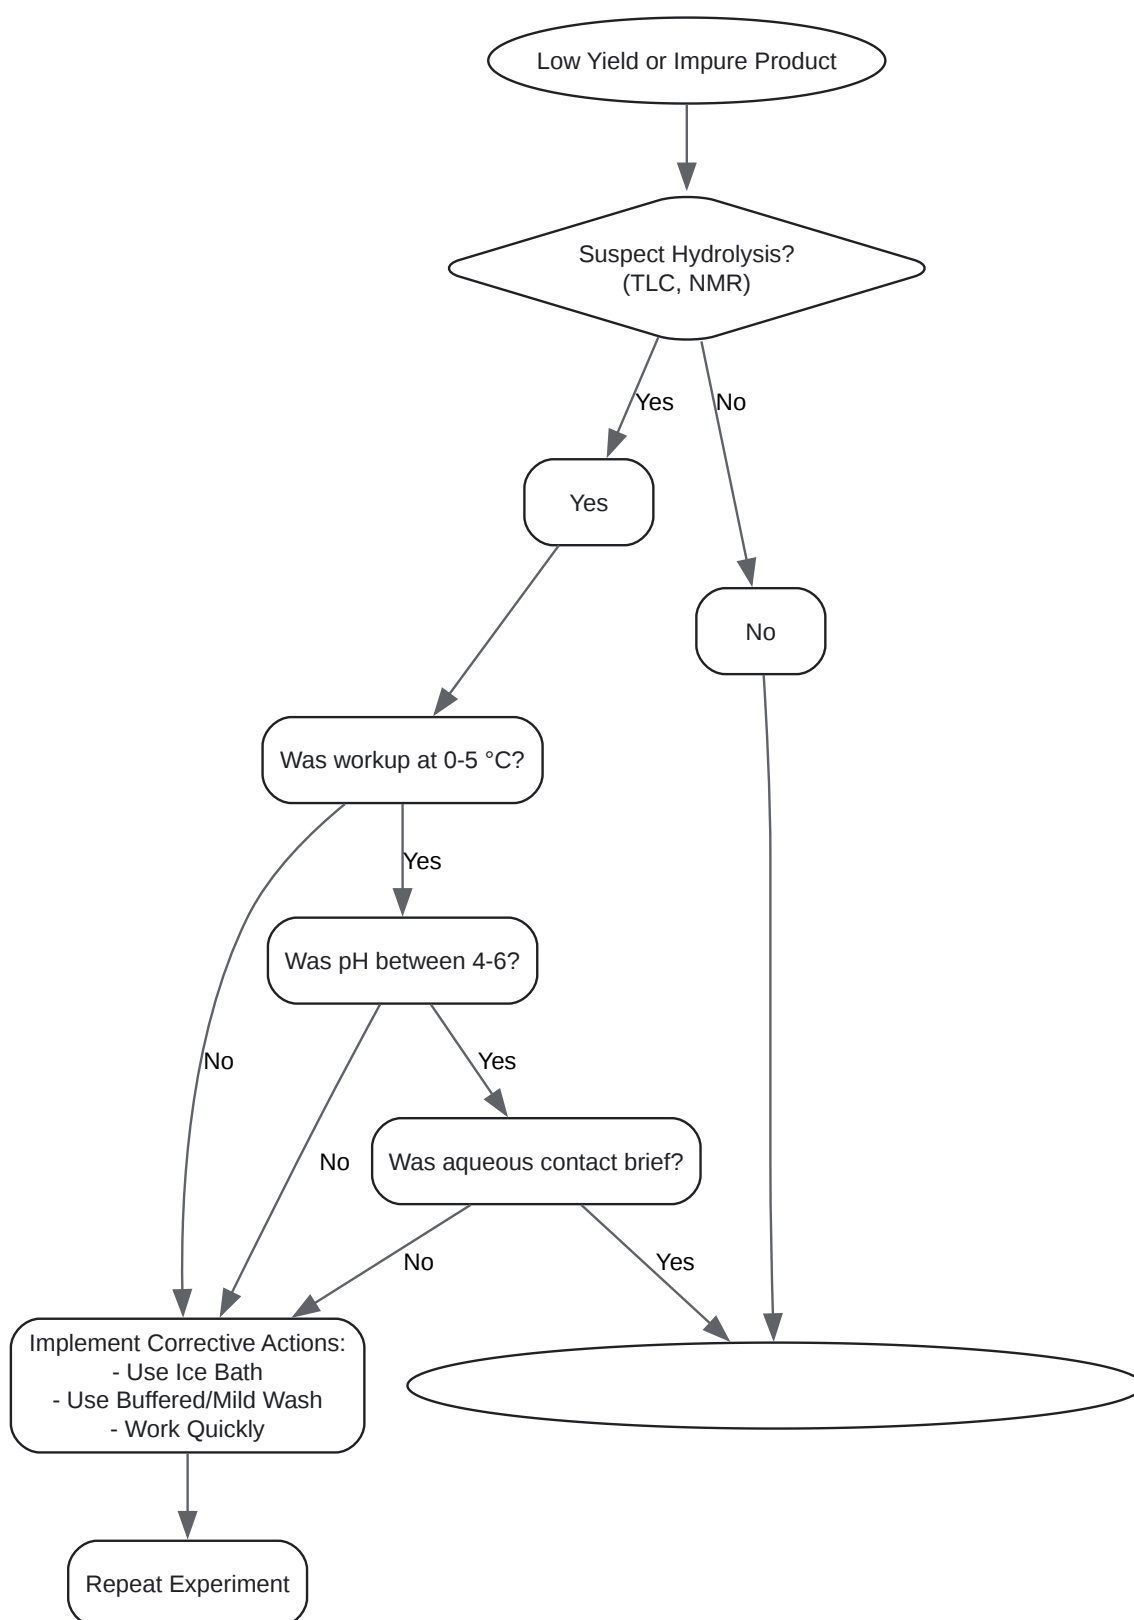 Low Yield or Impure Product
Suspect Hydrolysis?
(TLC, NMR)
Yes
No
Yes
No
Was workup at 0-5 °C?
Yes
Was pH between 4-6?
No
Yes
No
Was aqueous contact brief?
No
Yes
Implement Corrective Actions:
- Use Ice Bath
- Use Buffered/Mild Wash
- Work Quickly
Repeat Experiment